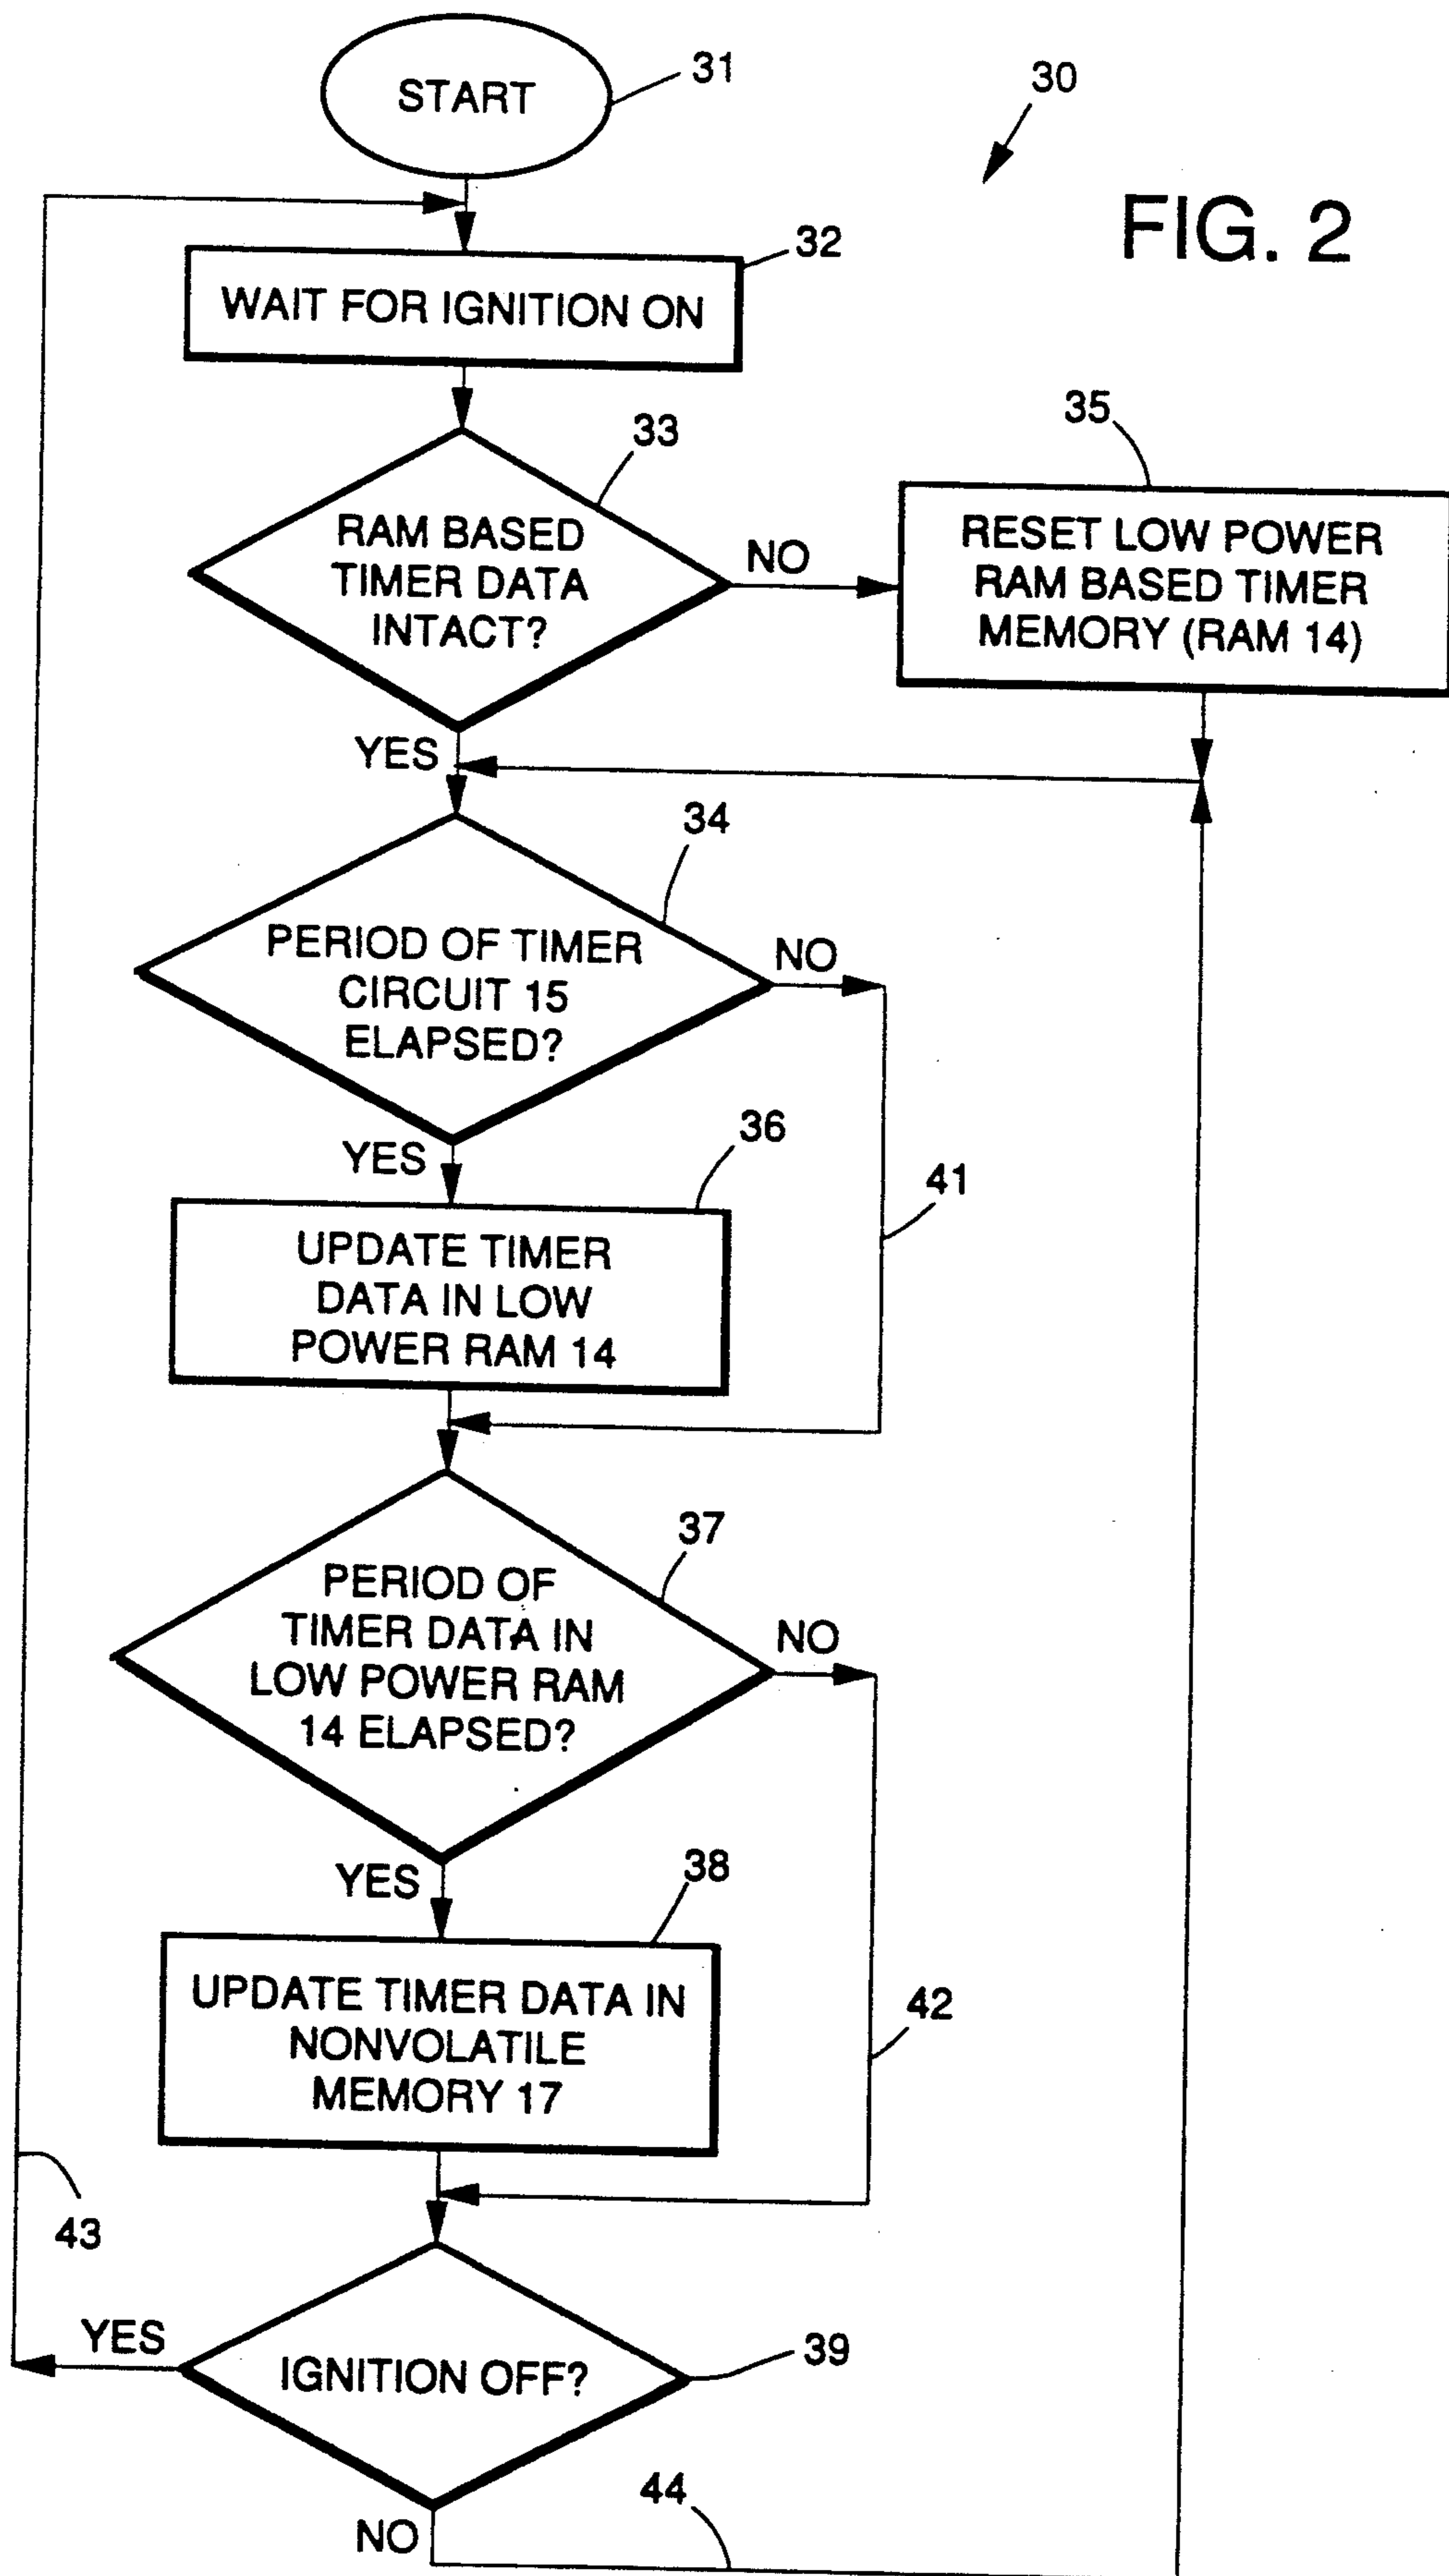 START
31
30
FIG. 2
32
WAIT FOR IGNITION ON
33
35
RAM BASED
TIMER DATA
INTACT?
NO
RESET LOW POWER
RAM BASED TIMER
MEMORY (RAM 14)
YES
34
PERIOD OF TIMER
CIRCUIT 15
ELAPSED?
NO
YES
36
41
UPDATE TIMER
DATA IN LOW
POWER RAM 14
37
PERIOD OF
TIMER DATA IN
LOW POWER RAM
14 ELAPSED?
NO
YES
38
UPDATE TIMER DATA IN
NONVOLATILE
MEMORY 17
42
43
YES
IGNITION OFF?
39
NO
44